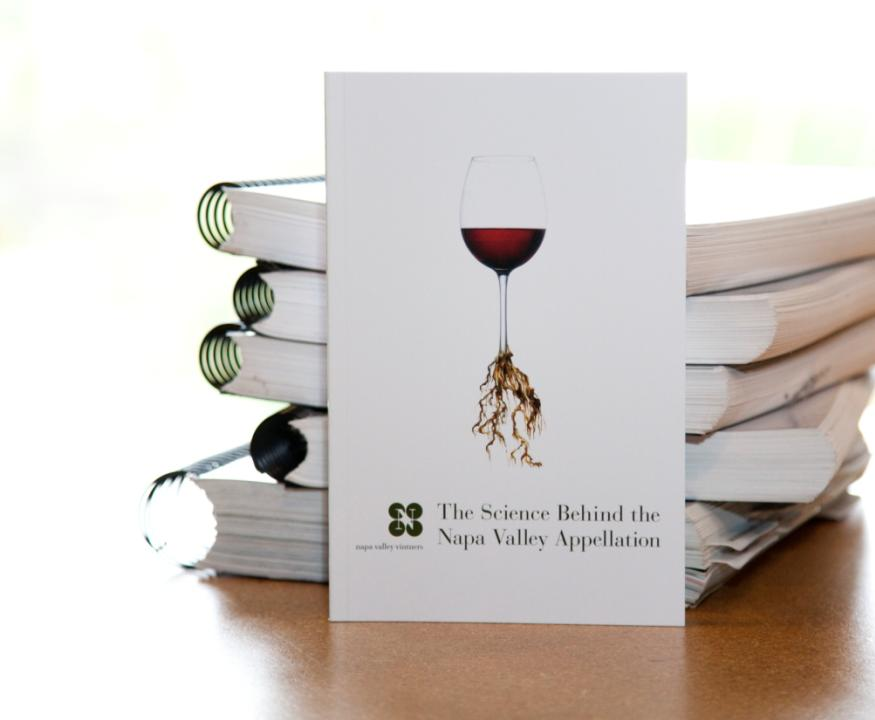 The Science Behind the
Napa Valley Appellation
N
napa valley vintners